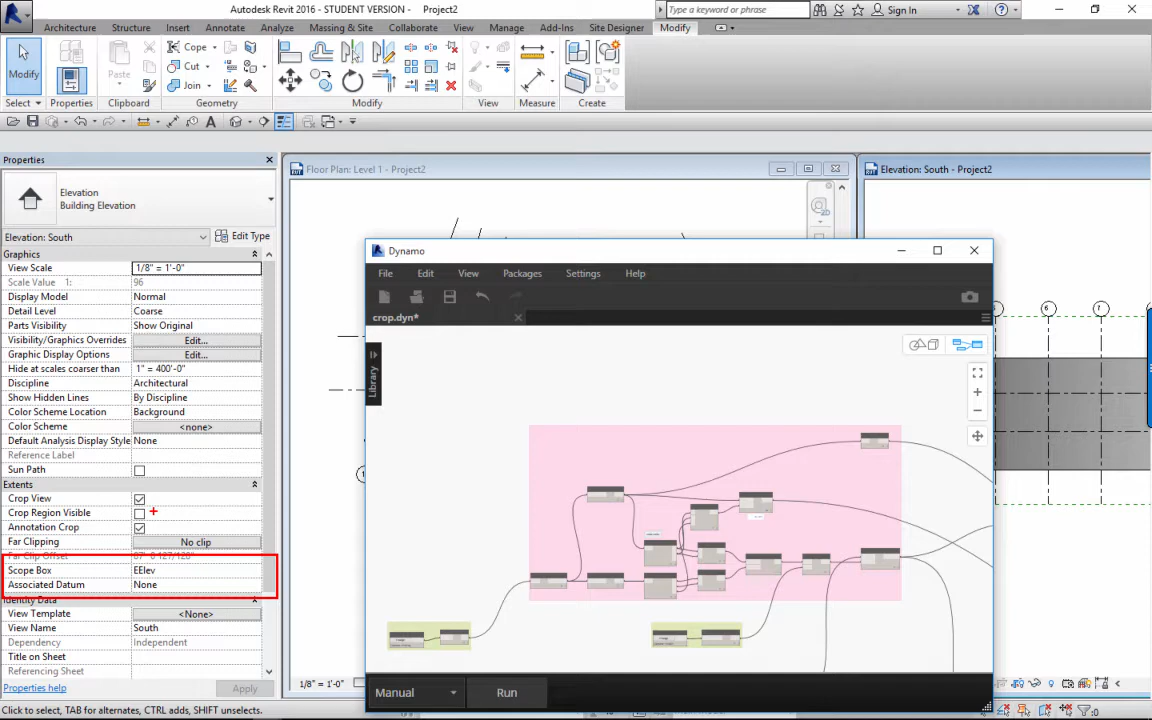 Autodesk Revit 2016 - STUDENT VERSION - Project2
Type a keyword or phrase
Sign In
Architecture Structure Insert Annotate Analyze Massing & Site Collaborate View Manage Add-Ins Site Designer Modify
Modify
Paste
Cope
Cut
Join
Select Properties Clipboard Geometry Modify View Measure Create
Properties
Elevation
Building Elevation
Elevation: South
Edit Type
Graphics
View Scale 1/8" = 1'-0"
Scale Value 1: 96
Display Model Normal
Detail Level Coarse
Parts Visibility Show Original
Visibility/Graphics Overrides Edit...
Graphic Display Options Edit...
Hide at scales coarser than 1" = 400'-0"
Discipline Architectural
Show Hidden Lines By Discipline
Color Scheme Location Background
Color Scheme <none>
Default Analysis Display Style None
Reference Label
Sun Path
Extents
Crop View
Crop Region Visible
Annotation Crop
Far Clipping No clip
Far Clip Offset
Scope Box EElev
Associated Datum None
Identity Data
View Template <None>
View Name South
Dependency Independent
Title on Sheet
Referencing Sheet
Properties help
Apply
Click to select, TAB for alternates, CTRL adds, SHIFT unselects.
Floor Plan: Level 1 - Project2
Elevation: South - Project2
6
7
1/8" = 1'-0"
Dynamo
File Edit View Packages Settings Help
crop.dyn*
Library
Manual
Run
:0